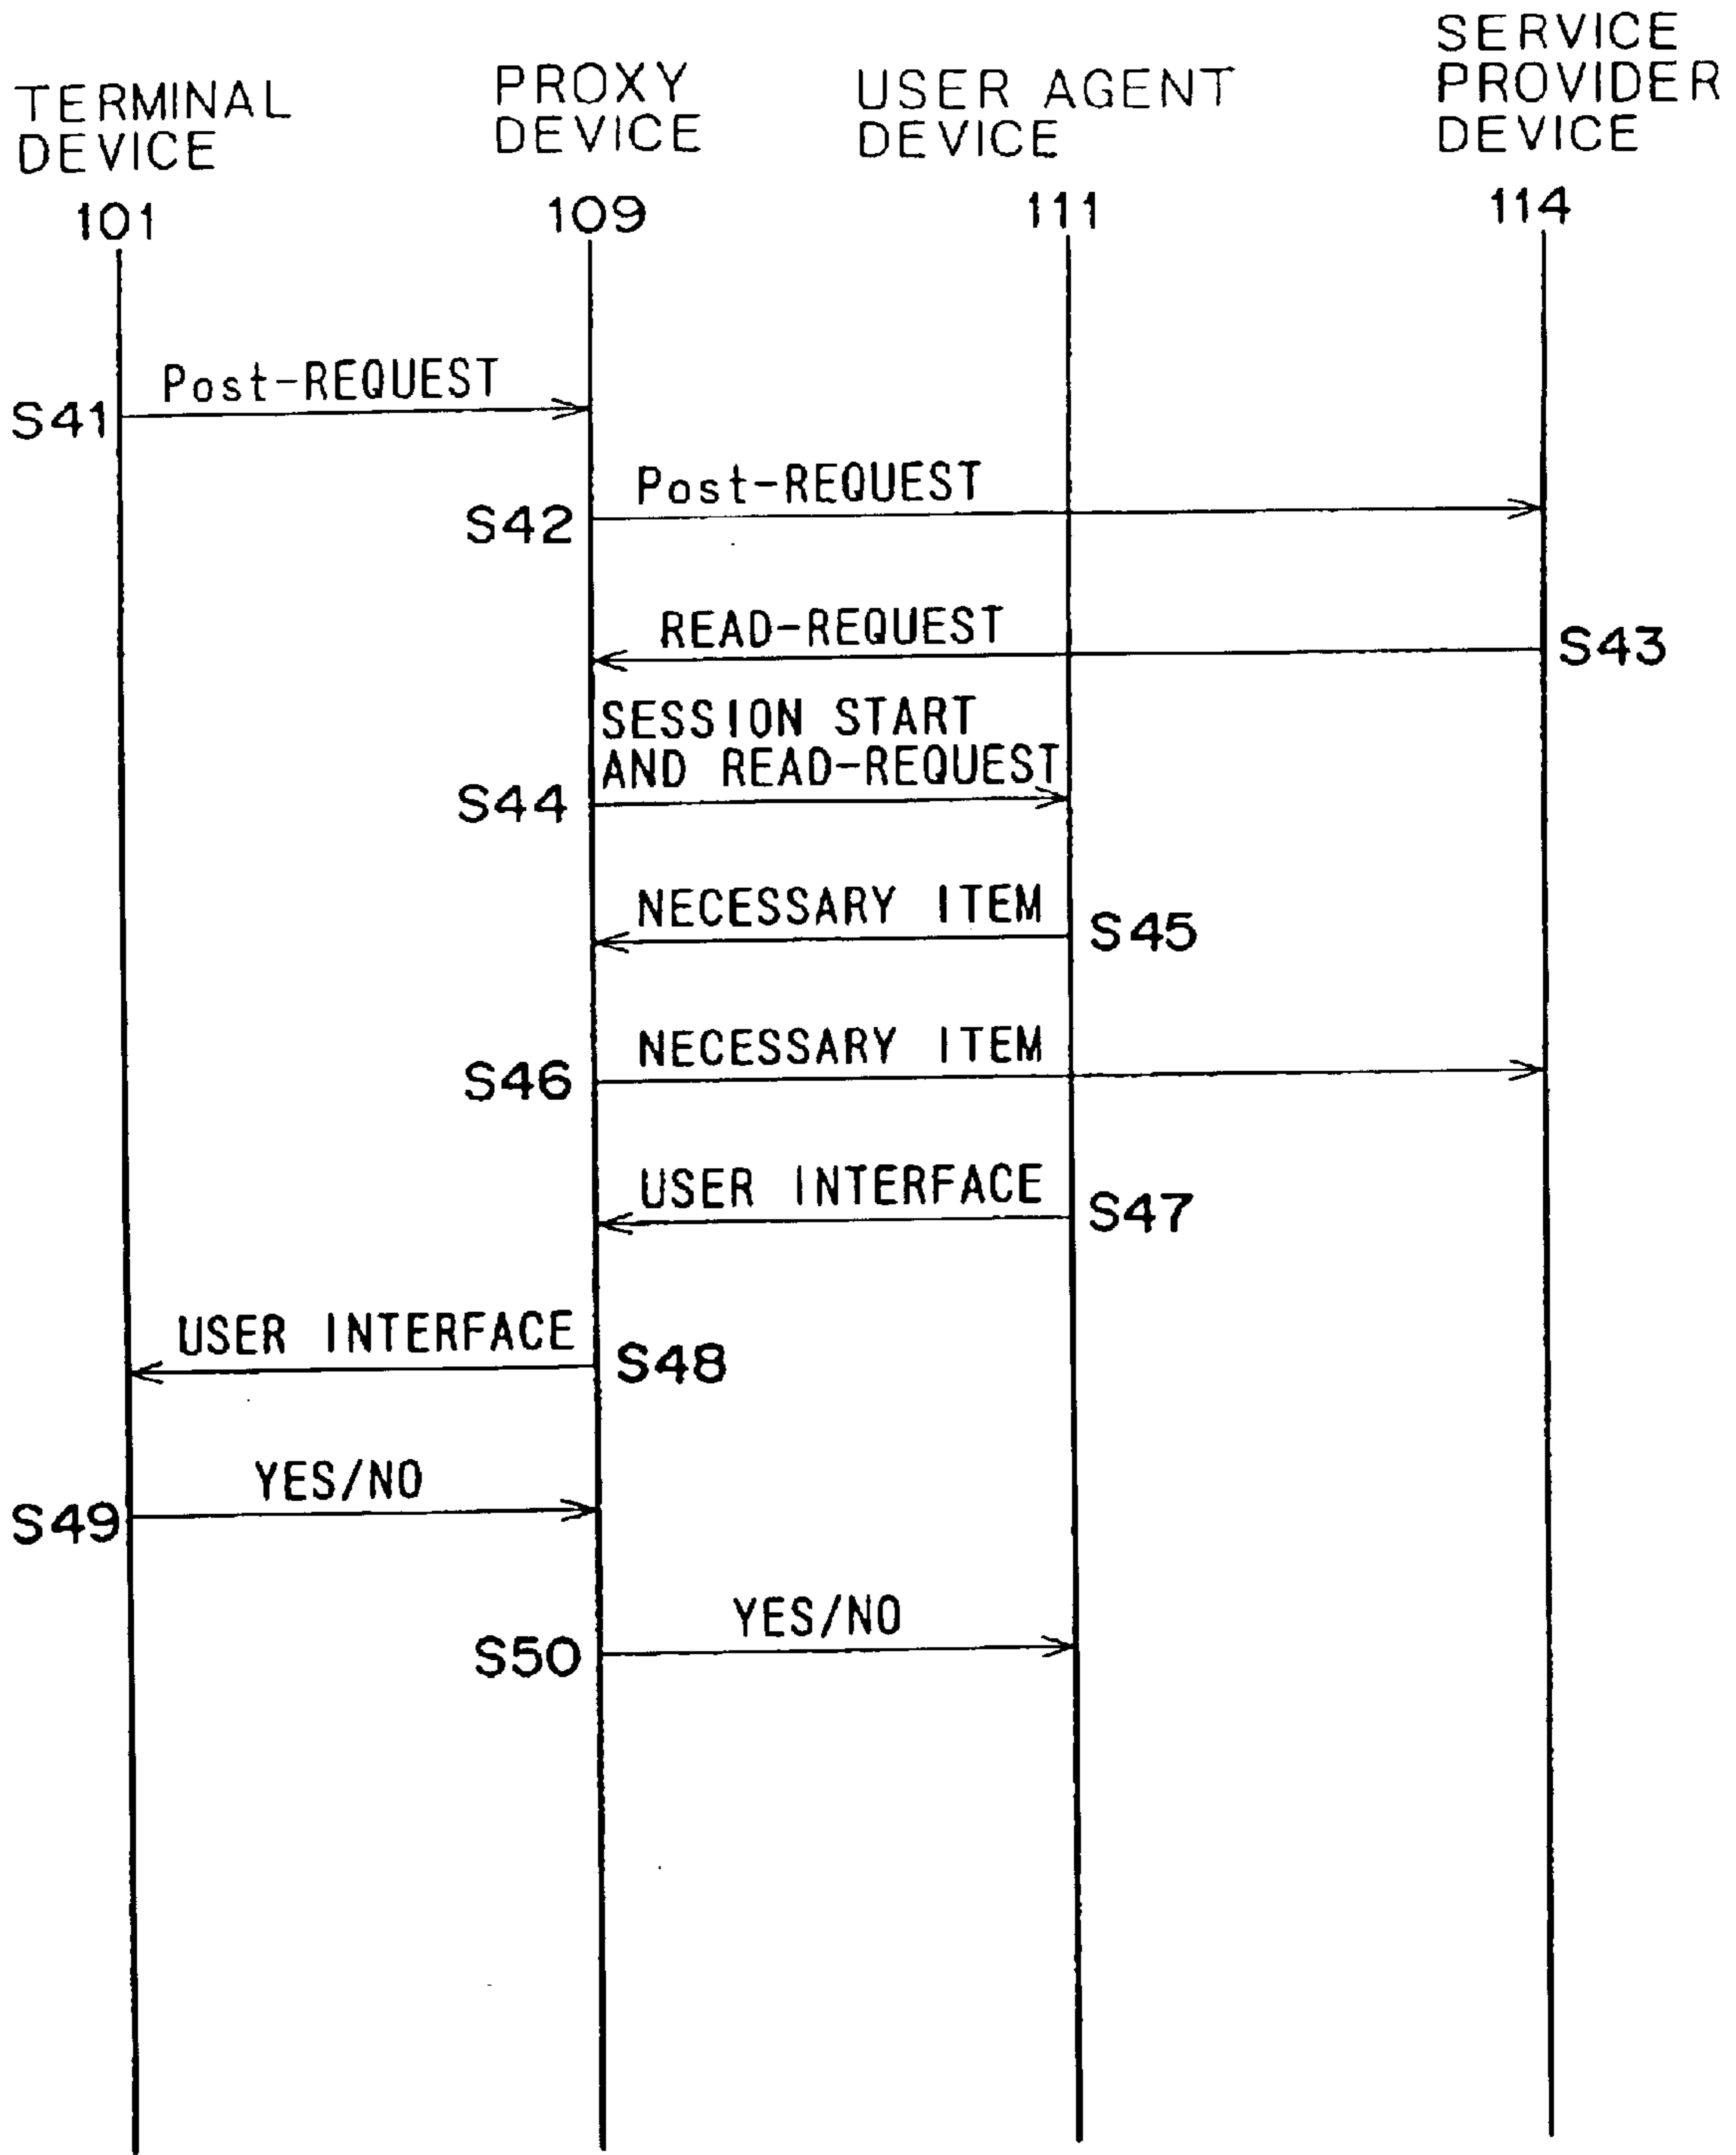 TERMINAL
DEVICE
101
PROXY
DEVICE
109
USER AGENT
DEVICE
111
SERVICE
PROVIDER
DEVICE
114
S41
Post-REQUEST
S42
Post-REQUEST
READ-REQUEST
S43
SESSION START
AND READ-REQUEST
S44
NECESSARY ITEM
S45
NECESSARY ITEM
S46
USER INTERFACE
S47
USER INTERFACE
S48
YES/NO
S49
YES/NO
S50